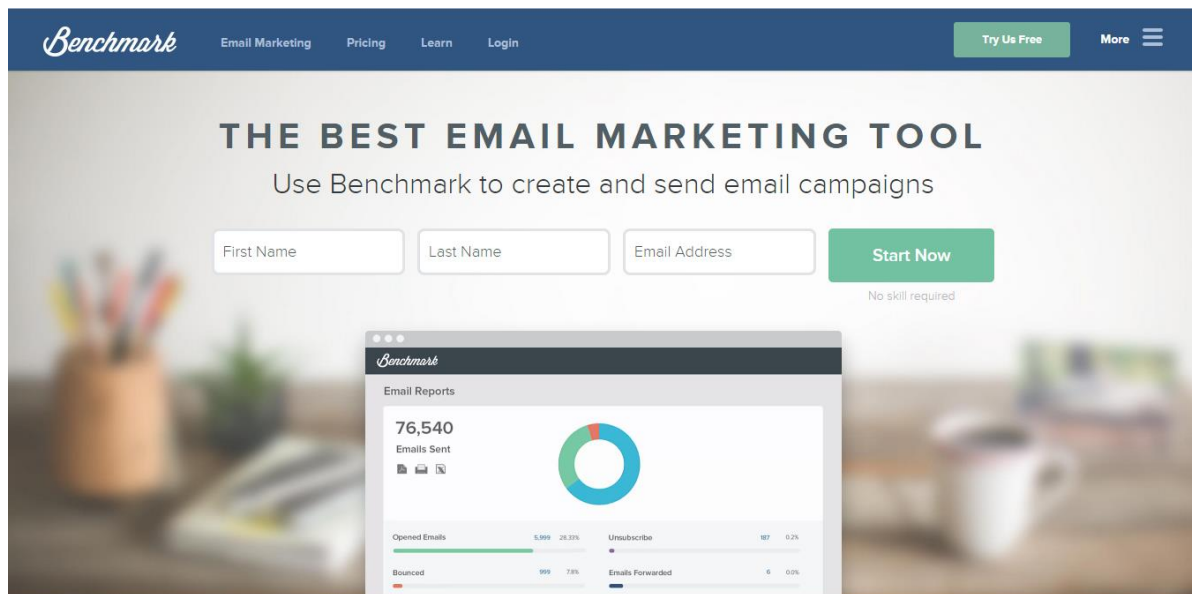 Benchmark
Email Marketing Pricing Learn Login
Try Us Free
More
THE BEST EMAIL MARKETING TOOL
Use Benchmark to create and send email campaigns
First Name
Last Name
Email Address
Start Now
No skill required
Benchmark
Email Reports
76,540
Emails Sent
Opened Emails 5,999 28.33%
Unsubscribe 187 0.2%
Bounced 999 7.8%
Emails Forwarded 6 0.0%